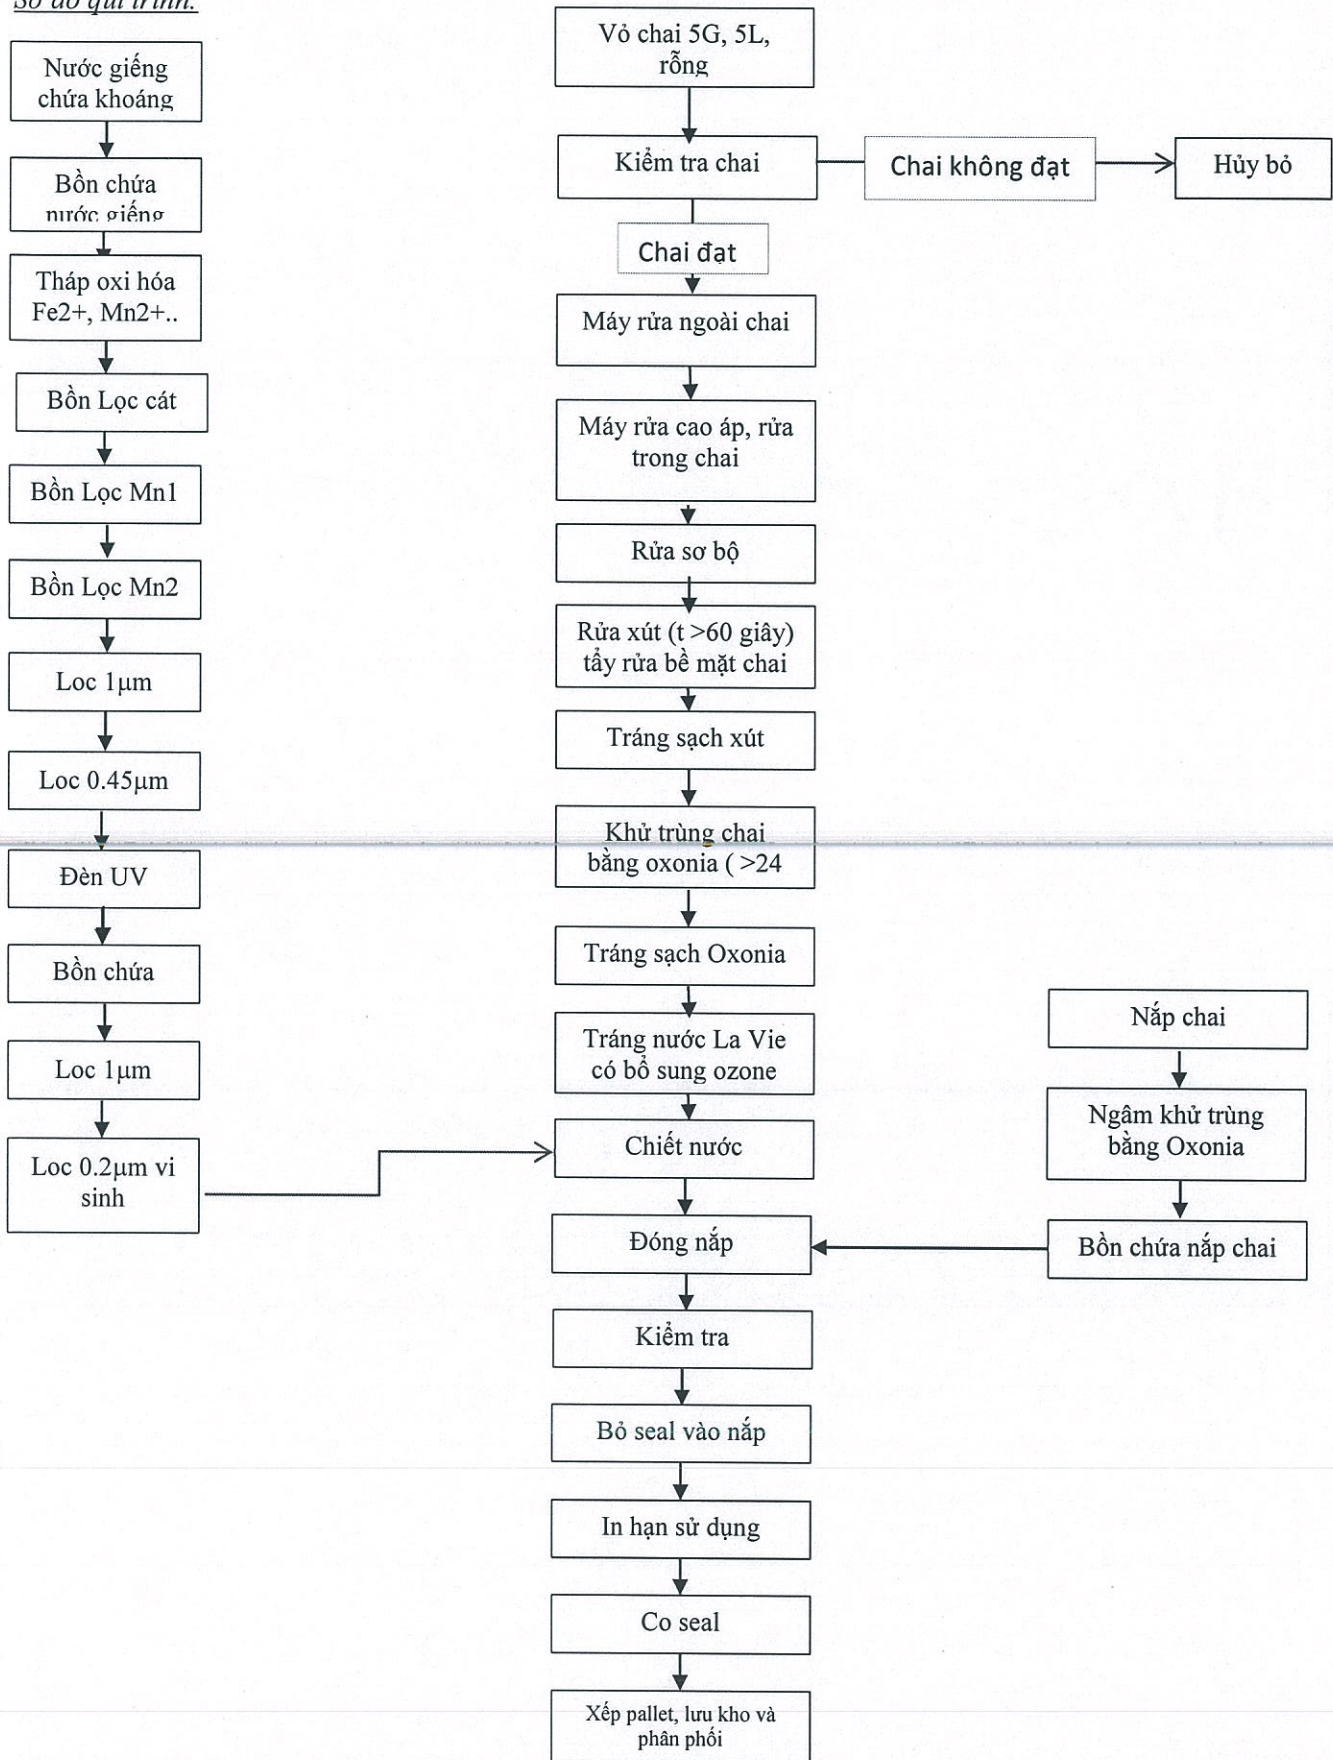 Sơ đồ qui trình:
Nước giếng
chứa khoáng
Bồn chứa
nước giếng
Tháp oxi hóa
Fe2+, Mn2+..
Bồn Lọc cát
Bồn Lọc Mn1
Bồn Lọc Mn2
Loc 1µm
Loc 0.45µm
Đèn UV
Bồn chứa
Loc 1µm
Loc 0.2µm vi
sinh
Vỏ chai 5G, 5L,
rỗng
Kiểm tra chai
Chai không đạt
Hủy bỏ
Chai đạt
Máy rửa ngoài chai
Máy rửa cao áp, rửa
trong chai
Rửa sơ bộ
Rửa xút (t >60 giây)
tẩy rửa bề mặt chai
Tráng sạch xút
Khử trùng chai
bằng oxonia ( >24
Tráng sạch Oxonia
Tráng nước La Vie
có bổ sung ozone
Chiết nước
Đóng nắp
Kiểm tra
Bỏ seal vào nắp
In hạn sử dụng
Co seal
Xếp pallet, lưu kho và
phân phối
Nắp chai
Ngâm khử trùng
bằng Oxonia
Bồn chứa nắp chai